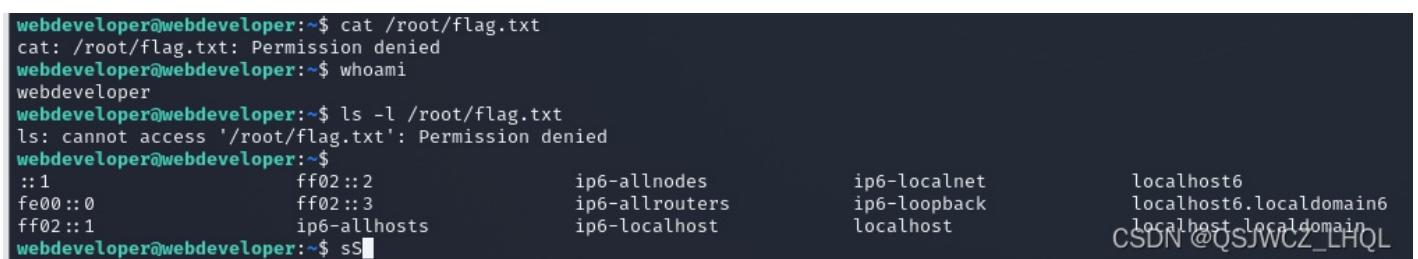 webdeveloper@webdeveloper:~$ cat /root/flag.txt
cat: /root/flag.txt: Permission denied
webdeveloper@webdeveloper:~$ whoami
webdeveloper
webdeveloper@webdeveloper:~$ ls -l /root/flag.txt
ls: cannot access '/root/flag.txt': Permission denied
webdeveloper@webdeveloper:~$
::1 ff02::2 ip6-allnodes ip6-localnet localhost6
fe00::0 ff02::3 ip6-allrouters ip6-loopback localhost6.localdomain6
ff02::1 ip6-allhosts ip6-localhost localhost localhost.localdomain
webdeveloper@webdeveloper:~$ sS
CSDN @QSJWCZ_LHQL